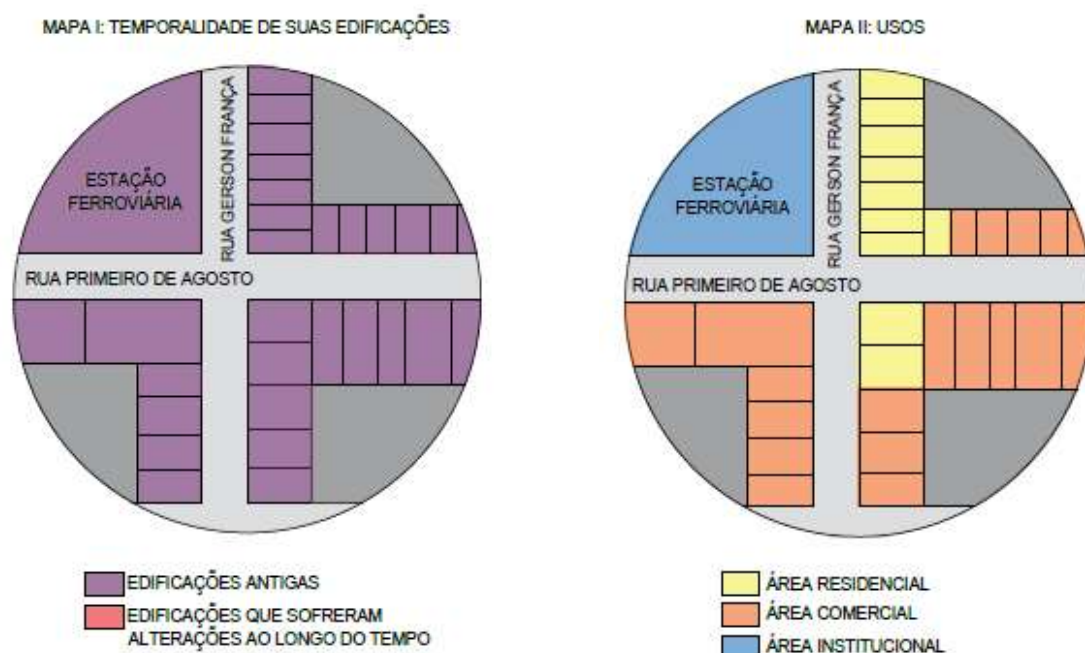 MAPA I: TEMPORALIDADE DE SUAS EDIFICAÇÕES
ESTAÇÃO
FERROVIÁRIA
RUA GERSON FRANÇA
RUA PRIMEIRO DE AGOSTO
EDIFICAÇÕES ANTIGAS
EDIFICAÇÕES QUE SOFRERAM
ALTERAÇÕES AO LONGO DO TEMPO
MAPA II: USOS
ESTAÇÃO
FERROVIÁRIA
RUA GERSON FRANÇA
RUA PRIMEIRO DE AGOSTO
ÁREA RESIDENCIAL
ÁREA COMERCIAL
ÁREA INSTITUCIONAL